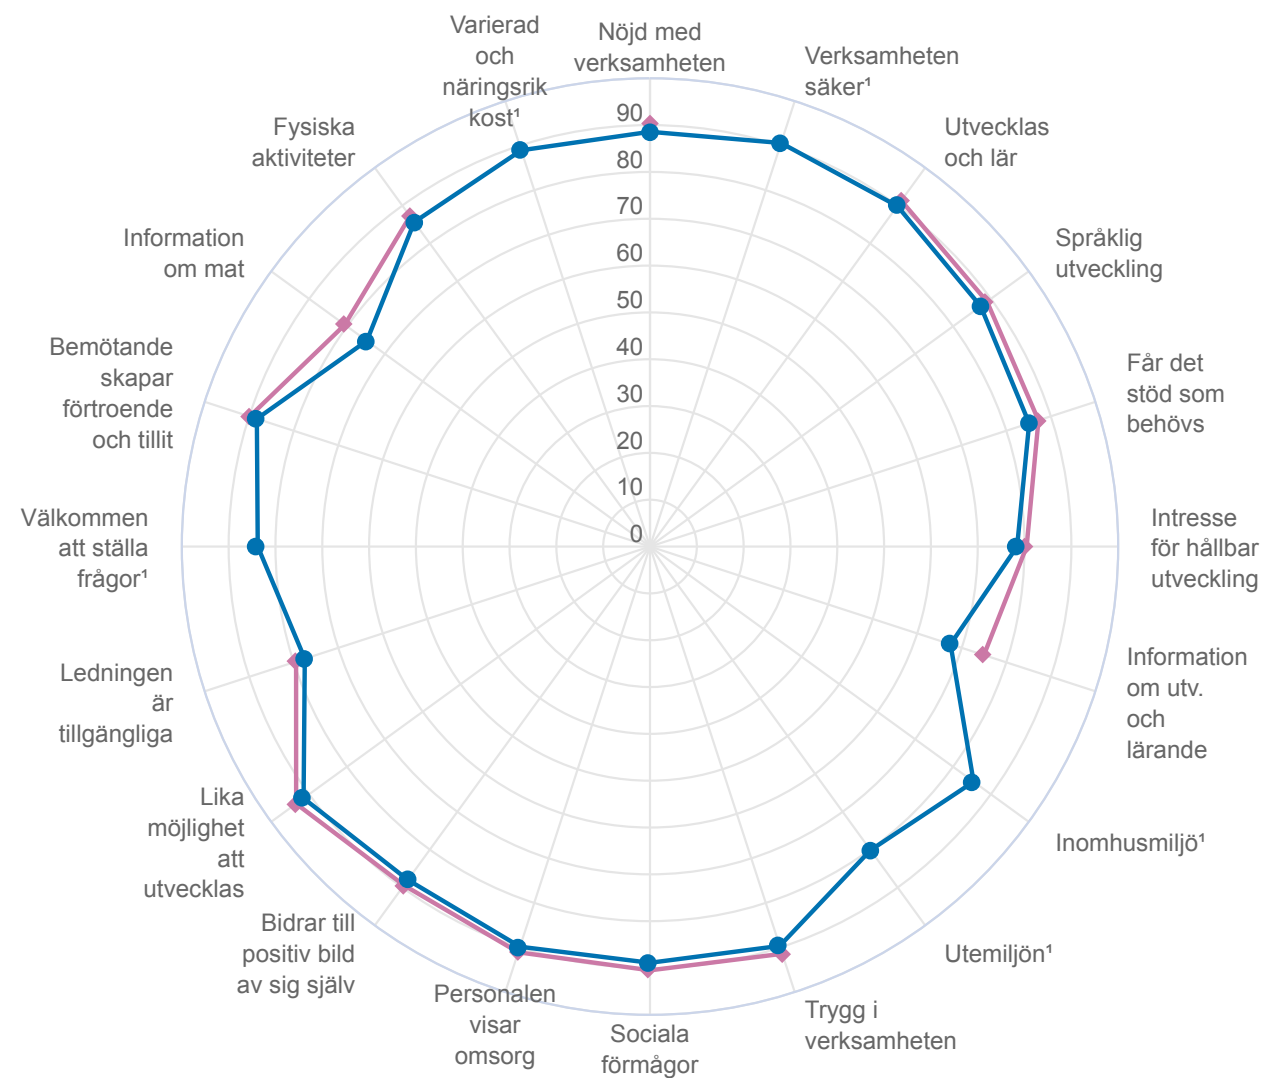 Nöjd med
verksamheten
Verksamheten
säker¹
Utvecklas
och lär
Språklig
utveckling
Får det
stöd som
behövs
Intresse
för hållbar
utveckling
Information
om utv.
och
lärande
Inomhusmiljö¹
Utemiljön¹
Trygg i
verksamheten
Sociala
förmågor
Personalen
visar
omsorg
Bidrar till
positiv bild
av sig själv
Lika
möjlighet
att
utvecklas
Ledningen
är
tillgängliga
Välkommen
att ställa
frågor¹
Bemötande
skapar
förtroende
och tillit
Information
om mat
Fysiska
aktiviteter
Varierad
och
näringsrik
kost¹
90
80
70
60
50
40
30
20
10
0